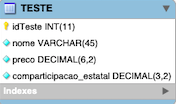 TESTE
idTeste INT(11)
nome VARCHAR(45)
preco DECIMAL(6,2)
comparticipacao_estatal DECIMAL(3,2)
Indexes